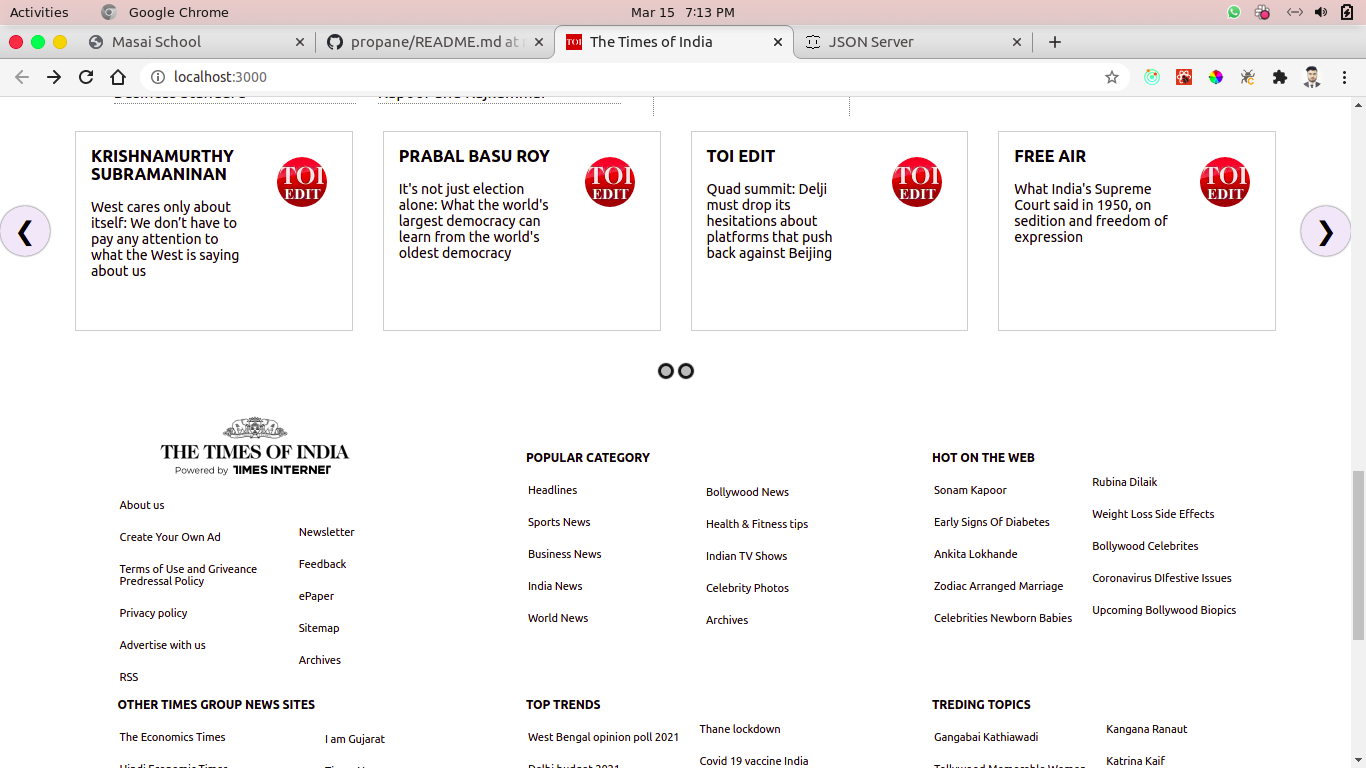 Activities
Google Chrome
Mar 15 7:13 PM
Masai School
propane/README.md at
TOI
The Times of India
JSON Server
localhost:3000
KRISHNAMURTHY
SUBRAMANINAN
West cares only about
itself: We don't have to
pay any attention to
what the West is saying
about us
TOI
EDIT
PRABAL BASU ROY
It's not just election
alone: What the world's
largest democracy can
learn from the world's
oldest democracy
TOI
EDIT
TOI EDIT
Quad summit: Delji
must drop its
hesitations about
platforms that push
back against Beijing
TOI
EDIT
FREE AIR
What India's Supreme
Court said in 1950, on
sedition and freedom of
expression
TOI
EDIT
THE TIMES OF INDIA
Powered by TIMES INTERNET
About us
Create Your Own Ad
Terms of Use and Griveance
Predressal Policy
Privacy policy
Advertise with us
RSS
Newsletter
Feedback
ePaper
Sitemap
Archives
POPULAR CATEGORY
Headlines
Sports News
Business News
India News
World News
Bollywood News
Health & Fitness tips
Indian TV Shows
Celebrity Photos
Archives
HOT ON THE WEB
Sonam Kapoor
Early Signs Of Diabetes
Ankita Lokhande
Zodiac Arranged Marriage
Celebrities Newborn Babies
Rubina Dilaik
Weight Loss Side Effects
Bollywood Celebrites
Coronavirus DIfestive Issues
Upcoming Bollywood Biopics
OTHER TIMES GROUP NEWS SITES
The Economics Times
I am Gujarat
TOP TRENDS
West Bengal opinion poll 2021
Thane lockdown
Covid 19 vaccine India
TREDING TOPICS
Gangabai Kathiawadi
Kangana Ranaut
Katrina Kaif